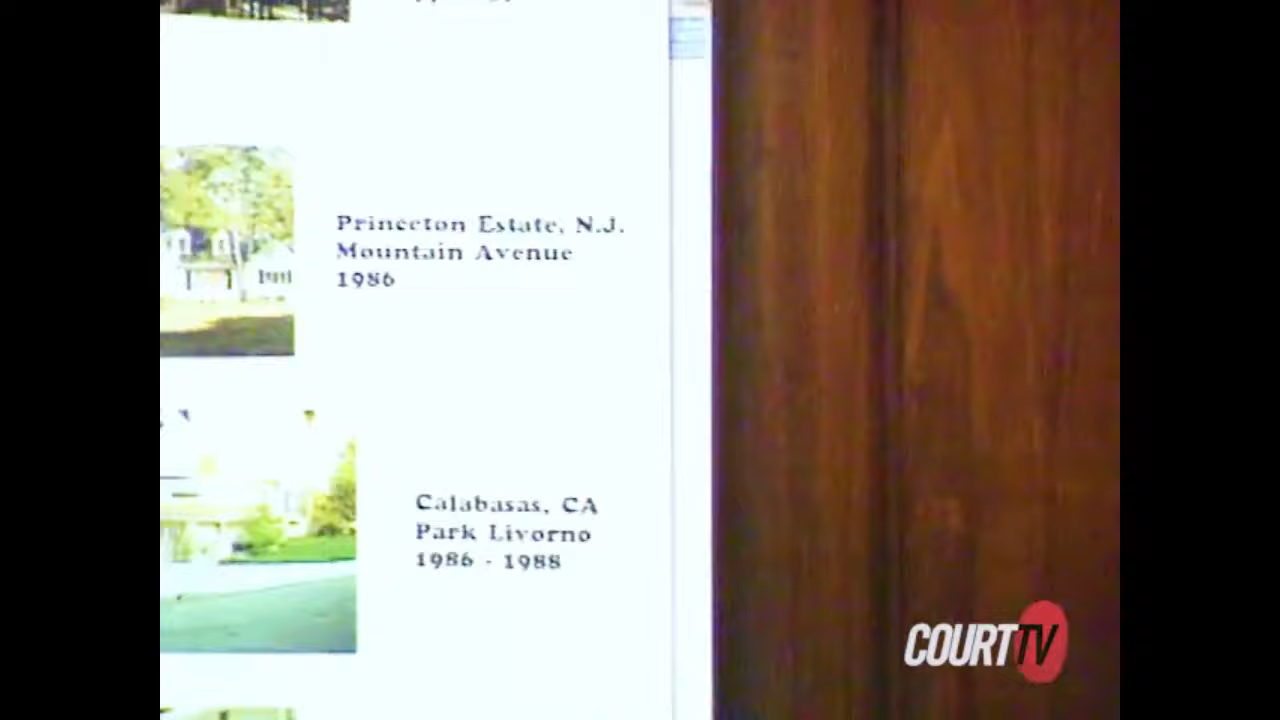 Princeton Estate, N.J.
Mountain Avenue
1986
Calabasas, CA
Park Livorno
1986 - 1988
COURT TV